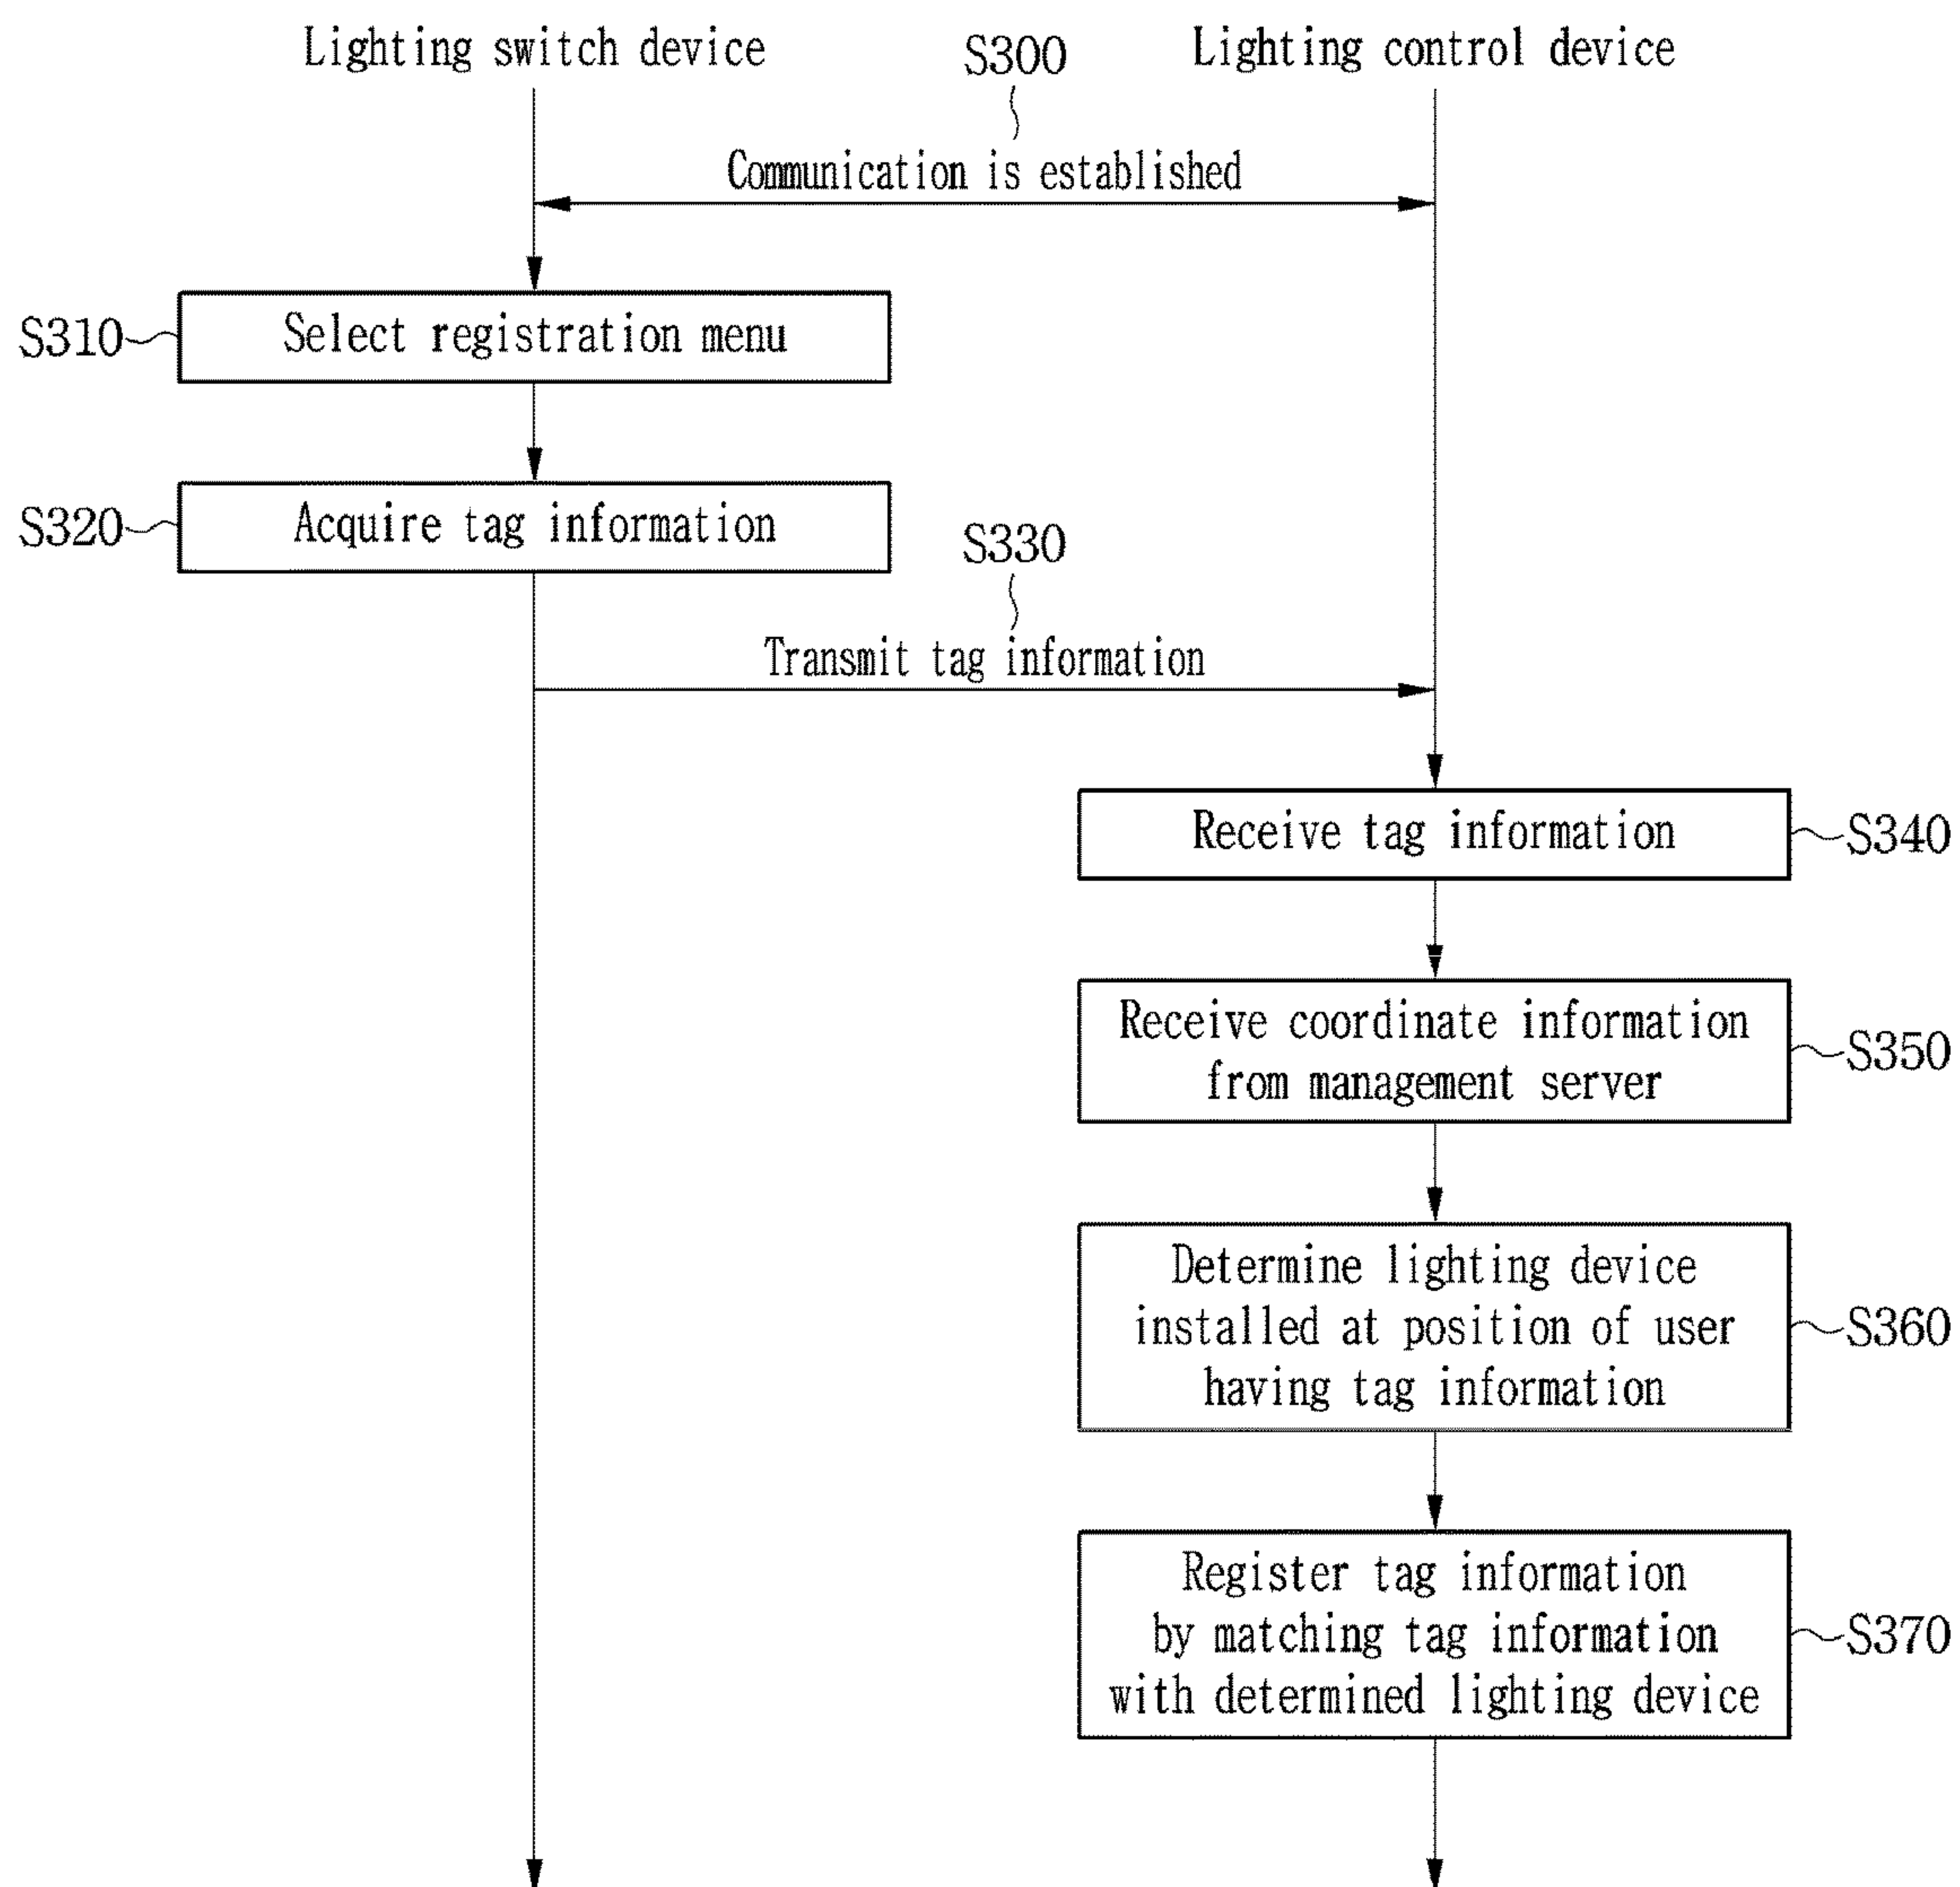 Lighting switch device
S300
Lighting control device
Communication is established
S310
Select registration menu
S320
Acquire tag information
S330
Transmit tag information
Receive tag information
S340
Receive coordinate information
from management server
S350
Determine lighting device
installed at position of user
having tag information
S360
Register tag information
by matching tag information
with determined lighting device
S370